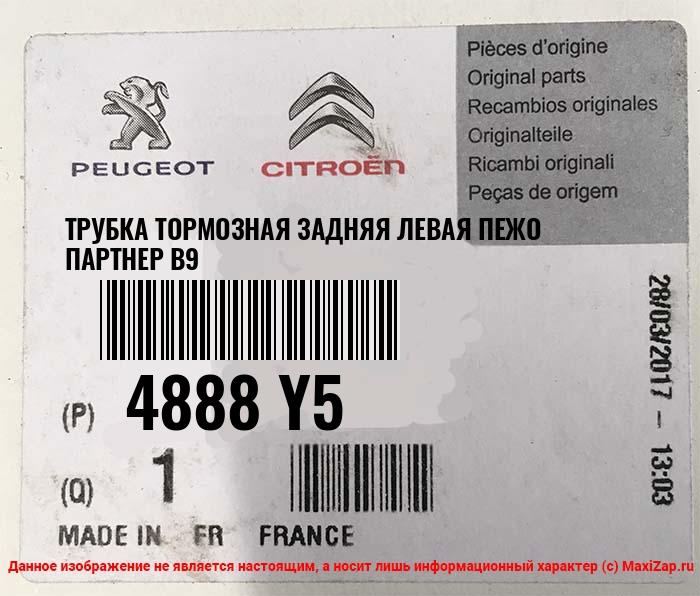 PEUGEOT
CITROËN
Pièces d'origine
Original parts
Recambios originales
Originalteile
Ricambi originali
Peças de origem
ТРУБКА ТОРМОЗНАЯ ЗАДНЯЯ ЛЕВАЯ ПЕЖО
ПАРТНЕР B9
28/03/2017 - 13:03
(P) 4888 Y5
(Q) 1
MADE IN FR FRANCE
Данное изображение не является настоящим, а носит лишь информационный характер (c) MaxiZap.ru